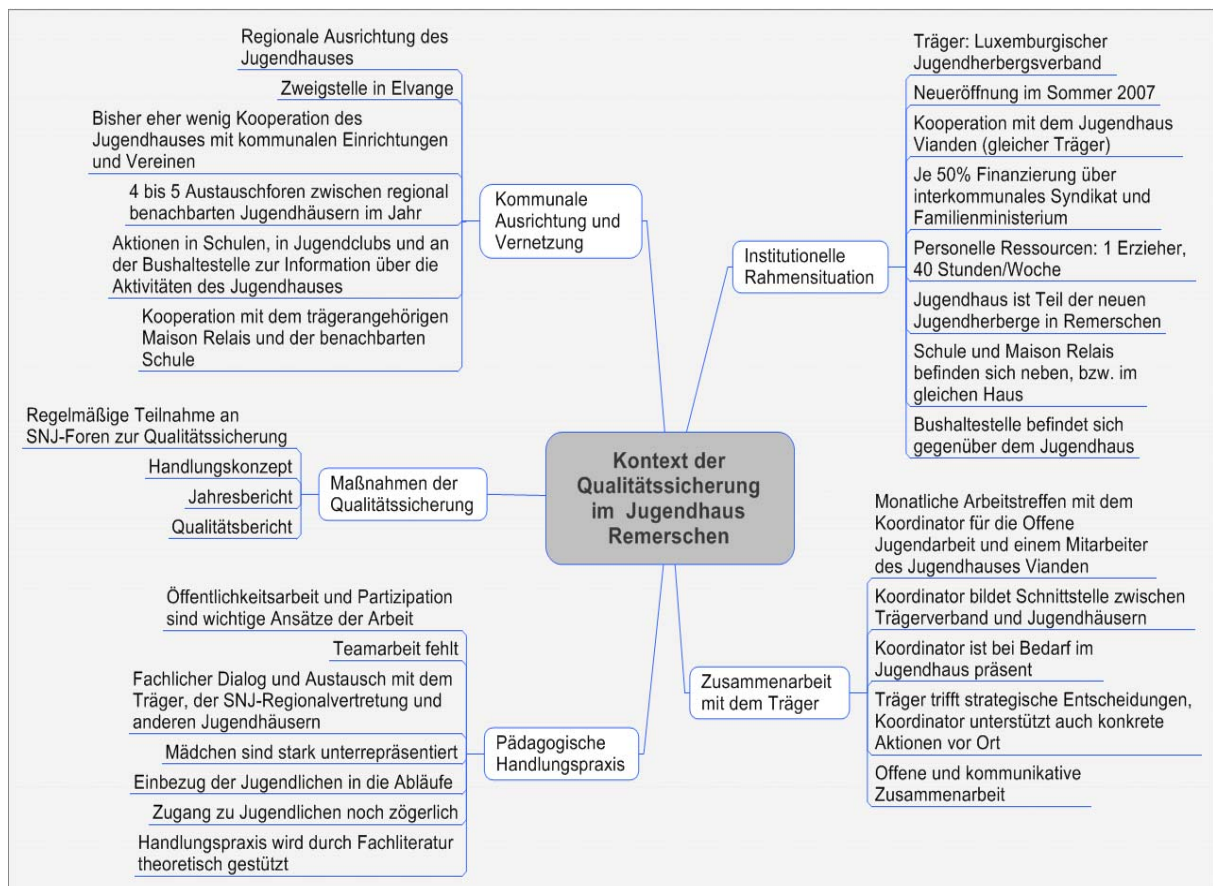 Kontext der
Qualitätssicherung
im Jugendhaus
Remerschen
Kommunale
Ausrichtung und
Vernetzung
Regionale Ausrichtung des
Jugendhauses
Zweigstelle in Elvange
Bisher eher wenig Kooperation des
Jugendhauses mit kommunalen Einrichtungen
und Vereinen
4 bis 5 Austauschforen zwischen regional
benachbarten Jugendhäusern im Jahr
Aktionen in Schulen, in Jugendclubs und an
der Bushaltestelle zur Information über die
Aktivitäten des Jugendhauses
Kooperation mit dem trägerangehörigen
Maison Relais und der benachbarten
Schule
Maßnahmen der
Qualitätssicherung
Regelmäßige Teilnahme an
SNJ-Foren zur Qualitätssicherung
Handlungskonzept
Jahresbericht
Qualitätsbericht
Pädagogische
Handlungspraxis
Öffentlichkeitsarbeit und Partizipation
sind wichtige Ansätze der Arbeit
Teamarbeit fehlt
Fachlicher Dialog und Austausch mit dem
Träger, der SNJ-Regionalvertretung und
anderen Jugendhäusern
Mädchen sind stark unterrepräsentiert
Einbezug der Jugendlichen in die Abläufe
Zugang zu Jugendlichen noch zögerlich
Handlungspraxis wird durch Fachliteratur
theoretisch gestützt
Institutionelle
Rahmensituation
Träger: Luxemburgischer
Jugendherbergsverband
Neueröffnung im Sommer 2007
Kooperation mit dem Jugendhaus
Vianden (gleicher Träger)
Je 50% Finanzierung über
interkommunales Syndikat und
Familienministerium
Personelle Ressourcen: 1 Erzieher,
40 Stunden/Woche
Jugendhaus ist Teil der neuen
Jugendherberge in Remerschen
Schule und Maison Relais
befinden sich neben, bzw. im
gleichen Haus
Bushaltestelle befindet sich
gegenüber dem Jugendhaus
Zusammenarbeit
mit dem Träger
Monatliche Arbeitstreffen mit dem
Koordinator für die Offene
Jugendarbeit und einem Mitarbeiter
des Jugendhauses Vianden
Koordinator bildet Schnittstelle zwischen
Trägerverband und Jugendhäusern
Koordinator ist bei Bedarf im
Jugendhaus präsent
Träger trifft strategische Entscheidungen,
Koordinator unterstützt auch konkrete
Aktionen vor Ort
Offene und kommunikative
Zusammenarbeit